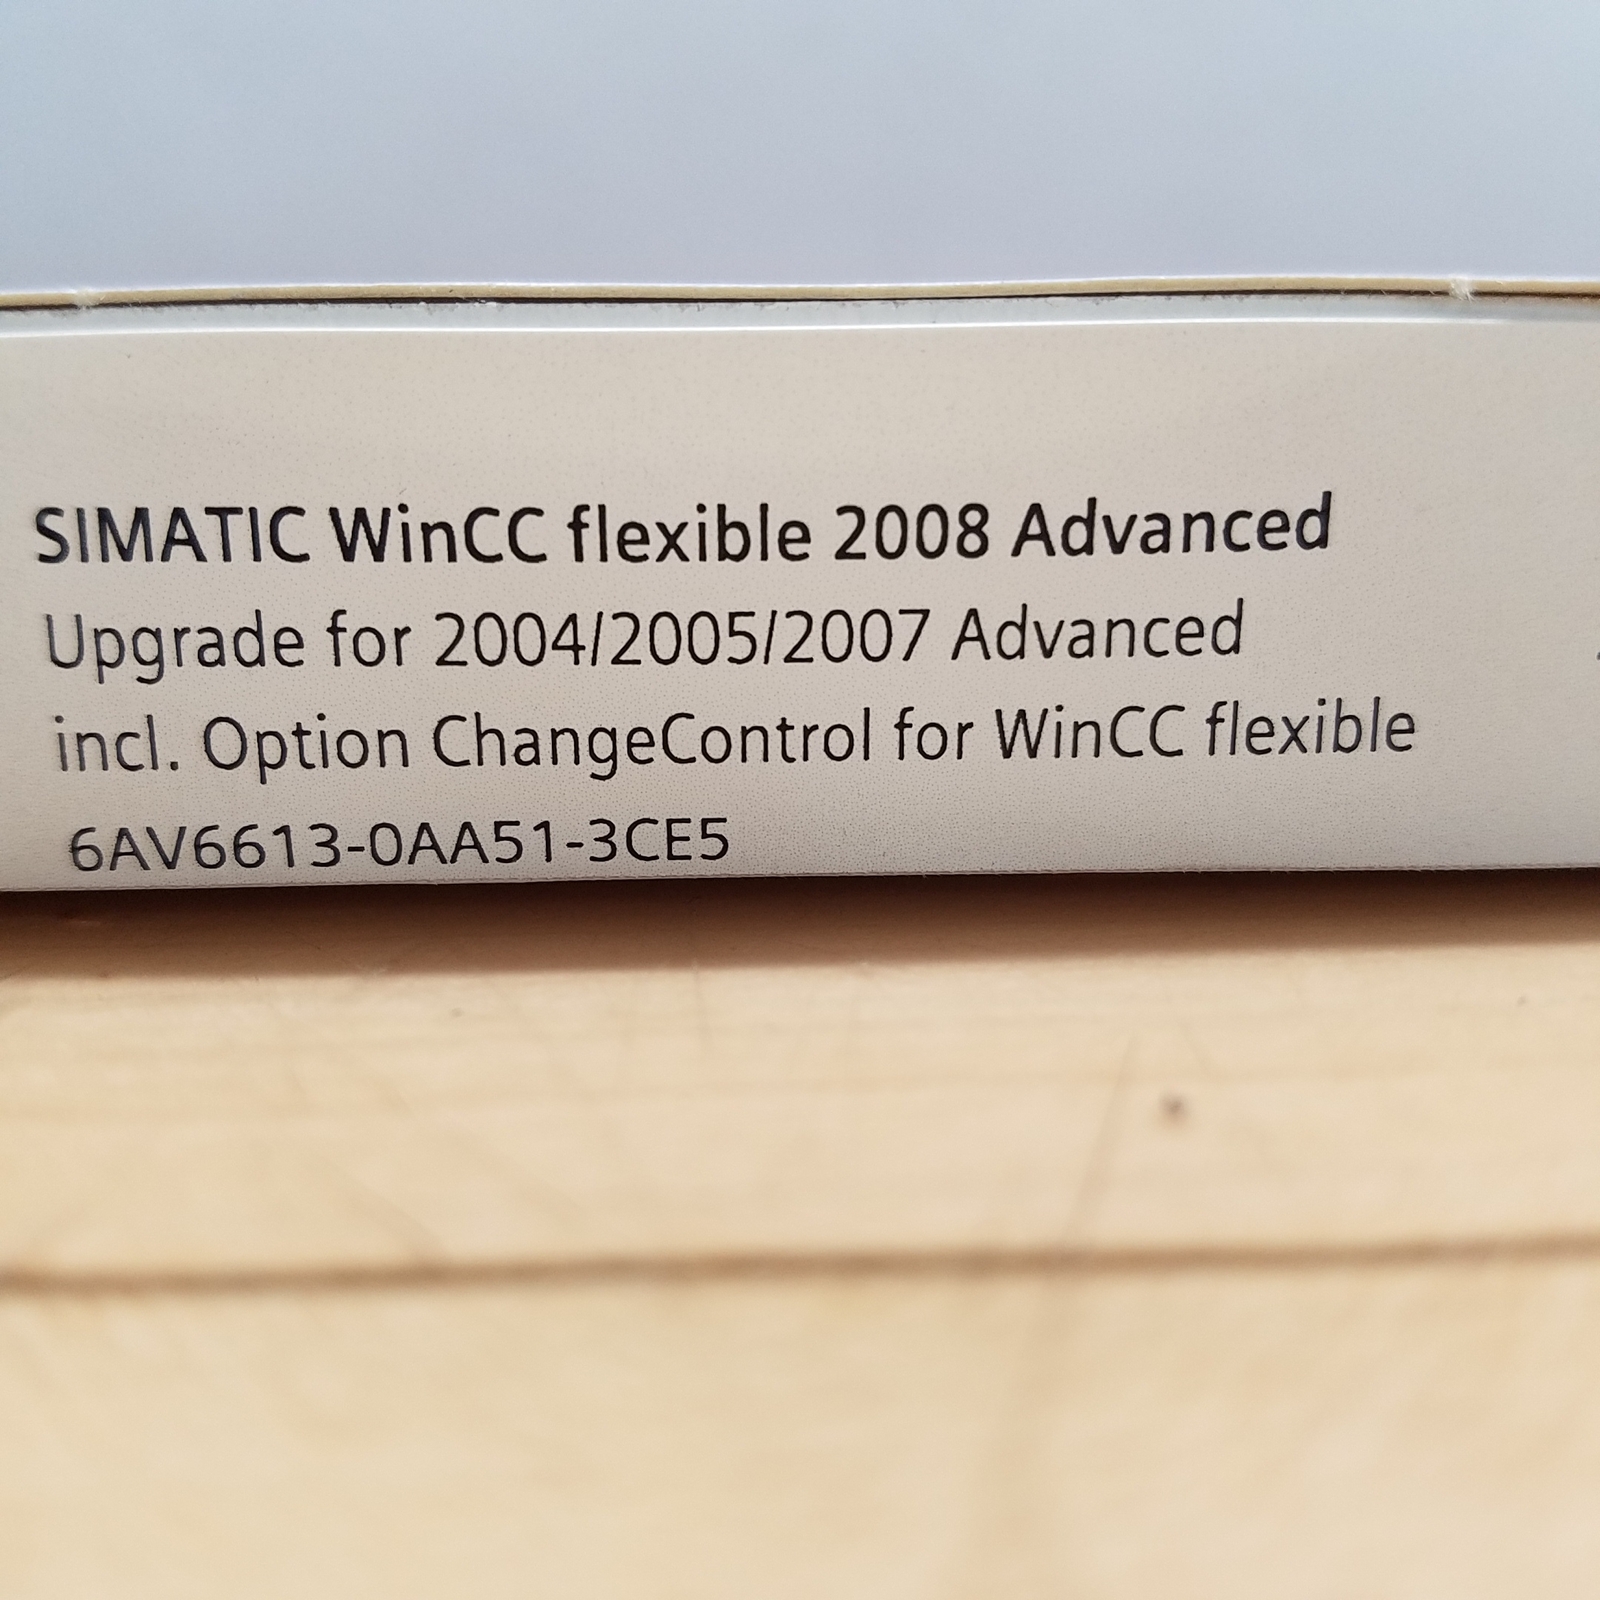 SIMATIC WinCC flexible 2008 Advanced
Upgrade for 2004/2005/2007 Advanced
incl. Option ChangeControl for WinCC flexible
6AV6613-0AA51-3CE5